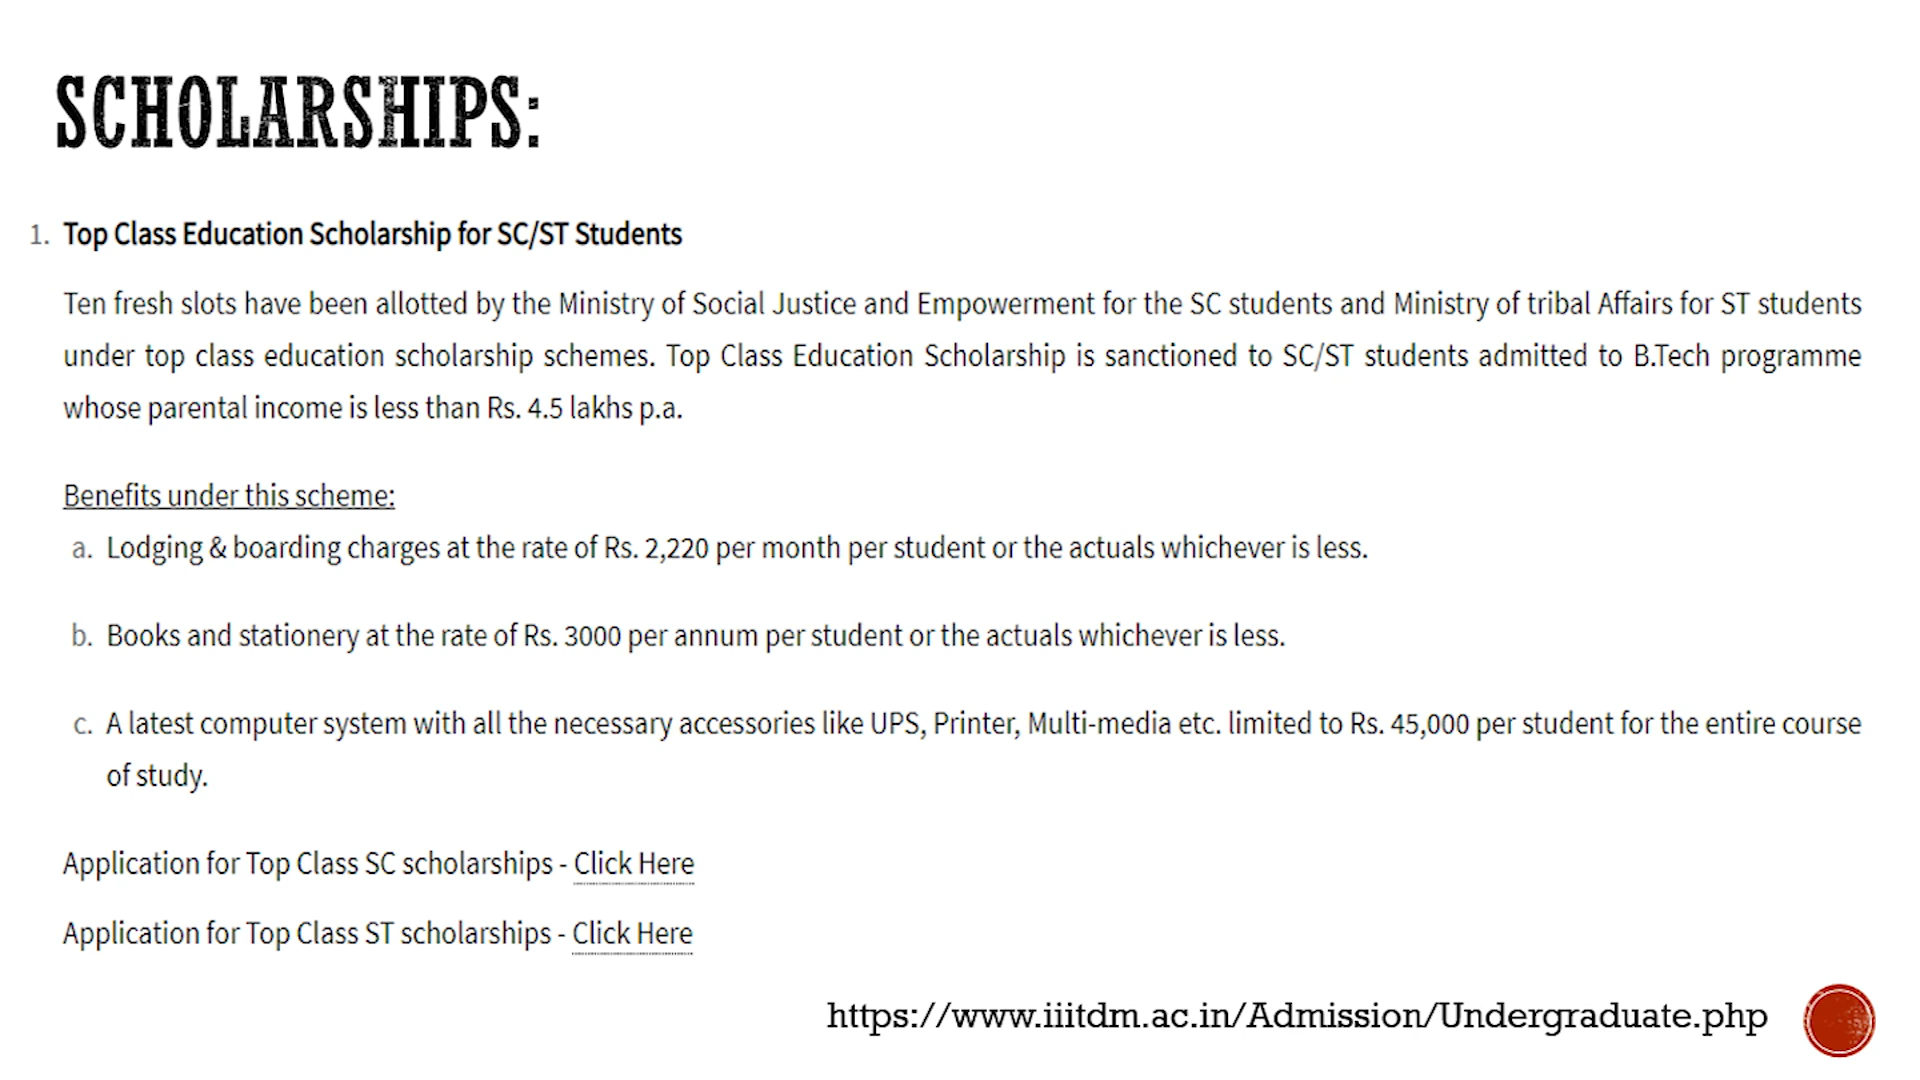 SCHOLARSHIPS:
1. Top Class Education Scholarship for SC/ST Students
Ten fresh slots have been allotted by the Ministry of Social Justice and Empowerment for the SC students and Ministry of tribal Affairs for ST students
under top class education scholarship schemes. Top Class Education Scholarship is sanctioned to SC/ST students admitted to B.Tech programme
whose parental income is less than Rs. 4.5 lakhs p.a.
Benefits under this scheme:
a. Lodging & boarding charges at the rate of Rs. 2,220 per month per student or the actuals whichever is less.
b. Books and stationery at the rate of Rs. 3000 per annum per student or the actuals whichever is less.
c. A latest computer system with all the necessary accessories like UPS, Printer, Multi-media etc. limited to Rs. 45,000 per student for the entire course
of study.
Application for Top Class SC scholarships - Click Here
Application for Top Class ST scholarships - Click Here
https://www.iiitdm.ac.in/Admission/Undergraduate.php